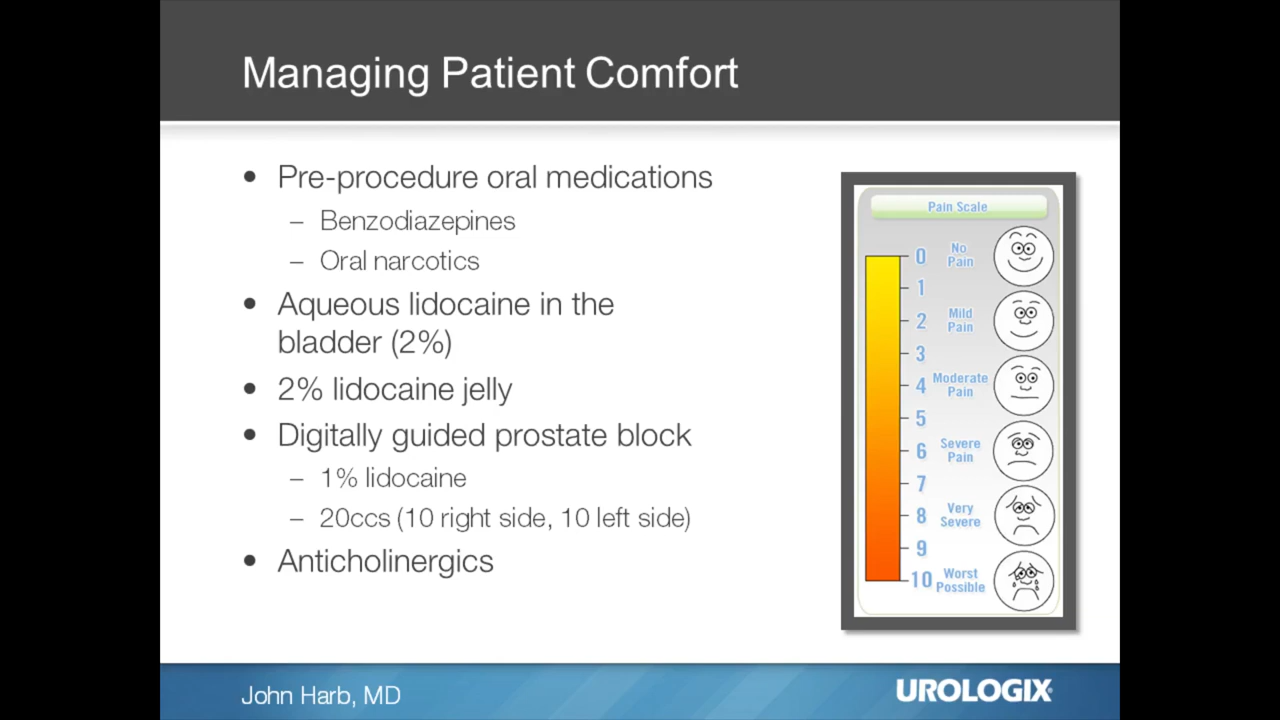 Managing Patient Comfort
• Pre-procedure oral medications
– Benzodiazepines
– Oral narcotics
• Aqueous lidocaine in the
bladder (2%)
• 2% lidocaine jelly
• Digitally guided prostate block
– 1% lidocaine
– 20ccs (10 right side, 10 left side)
• Anticholinergics
Pain Scale
0 No
Pain
1
2 Mild
Pain
3
4 Moderate
Pain
5
6 Severe
Pain
7
8 Very
Severe
9
10 Worst
Possible
John Harb, MD
UROLOGIX